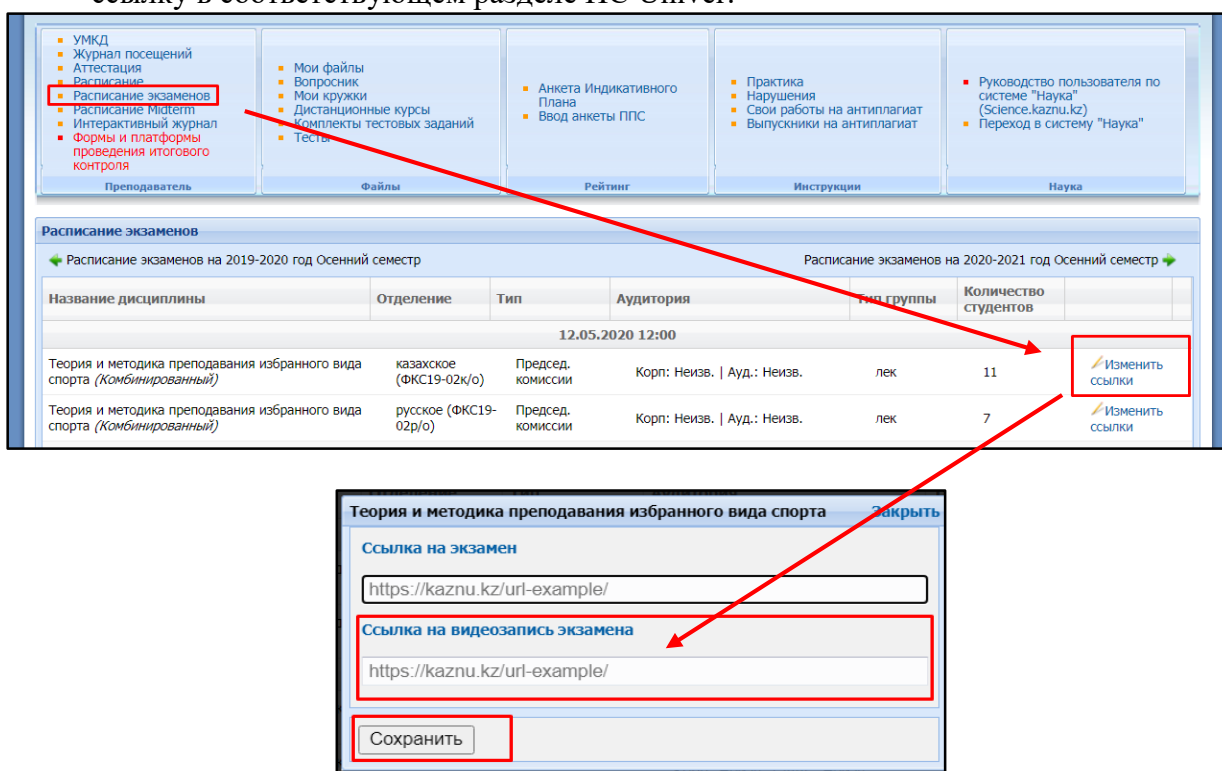 ссылку в соответствующем разделе ИС Univer:
УМКД
Журнал посещений
Аттестация
Расписание
Расписание экзаменов
Расписание Midterm
Интерактивный журнал
Формы и платформы
проведения итогового
контроля
Преподаватель
Мои файлы
Вопросник
Мои кружки
Дистанционные курсы
Комплекты тестовых заданий
Тесты
Файлы
Анкета Индикативного
Плана
Ввод анкеты ППС
Рейтинг
Практика
Нарушения
Свои работы на антиплагиат
Выпускники на антиплагиат
Инструкции
Руководство пользователя по
системе "Наука"
(Science.kaznu.kz)
Переход в систему "Наука"
Наука
Расписание экзаменов
Расписание экзаменов на 2019-2020 год Осенний семестр
Расписание экзаменов на 2020-2021 год Осенний семестр
Название дисциплины Отделение Тип Аудитория Тип группы Количество
студентов
12.05.2020 12:00
Теория и методика преподавания избранного вида казахское Председ. Корп: Неизв. | Ауд.: Неизв. лек 11 Изменить
спорта (Комбинированный) (ФКС19-02к/о) комиссии ссылки
Теория и методика преподавания избранного вида русское (ФКС19- Председ. Корп: Неизв. | Ауд.: Неизв. лек 7 Изменить
спорта (Комбинированный) 02р/о) комиссии ссылки
Теория и методика преподавания избранного вида спорта Закрыть
Ссылка на экзамен
https://kaznu.kz/url-example/
Ссылка на видеозапись экзамена
https://kaznu.kz/url-example/
Сохранить